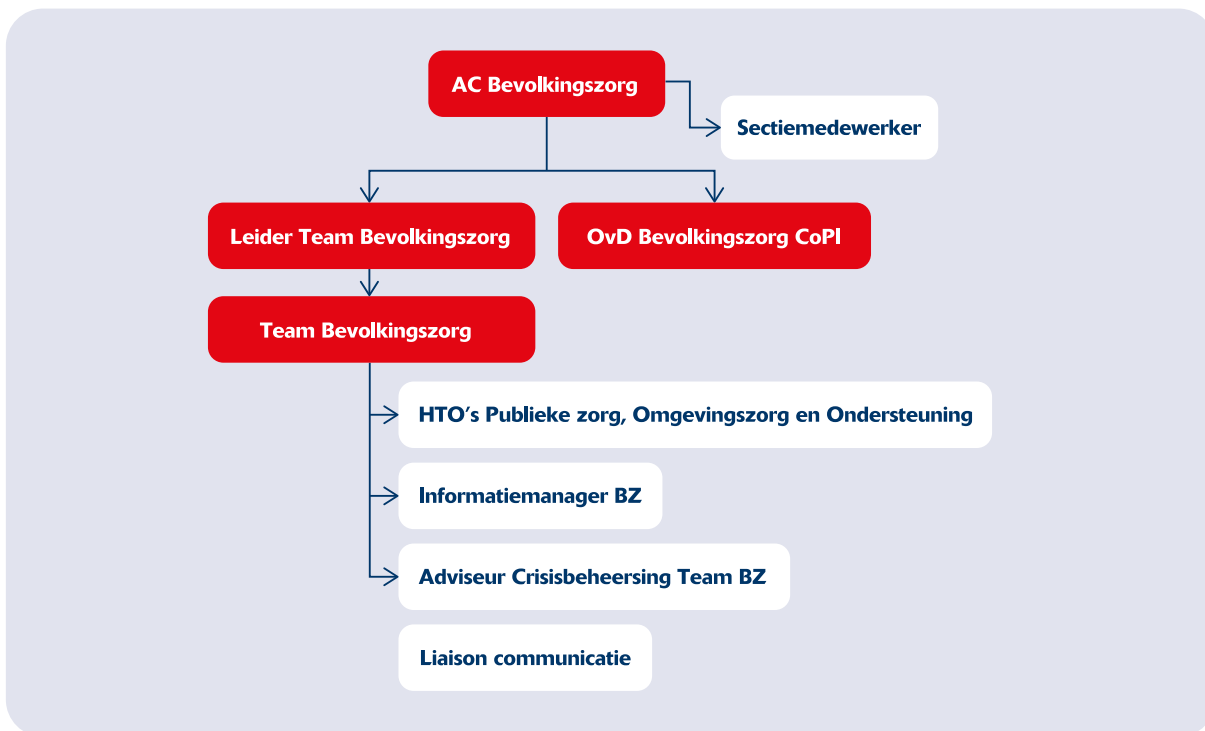 AC Bevolkingszorg
Sectiemedewerker
Leider Team Bevolkingszorg
OvD Bevolkingszorg CoPI
Team Bevolkingszorg
HTO’s Publieke zorg, Omgevingszorg en Ondersteuning
Informatiemanager BZ
Adviseur Crisisbeheersing Team BZ
Liaison communicatie